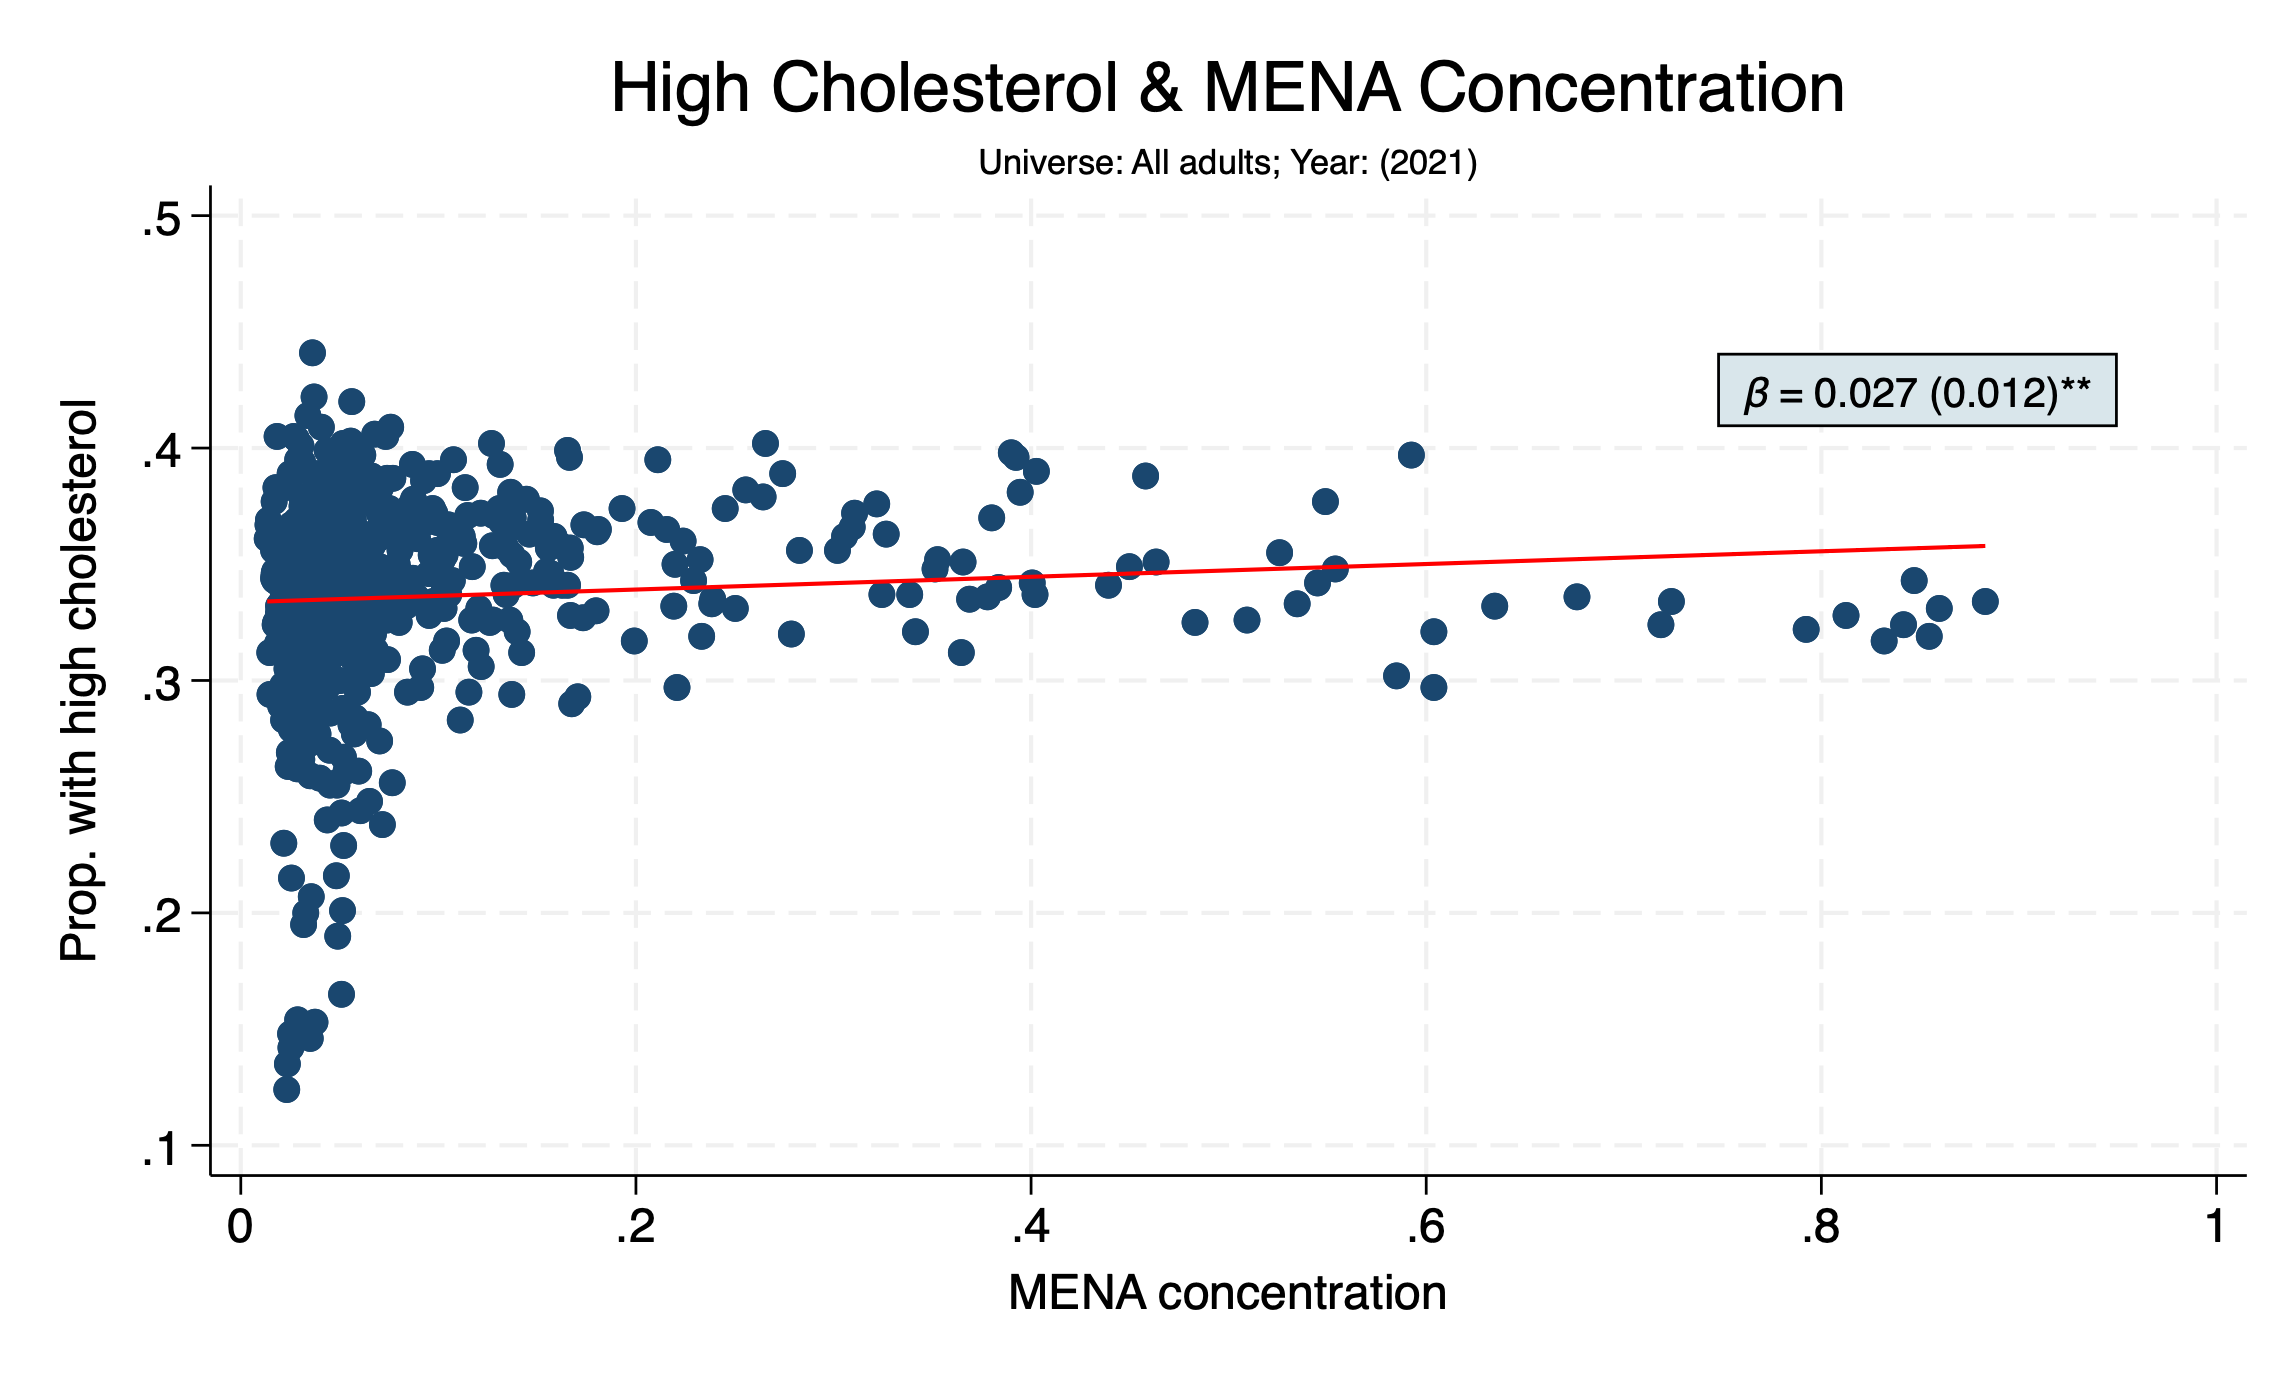 High Cholesterol & MENA Concentration
Universe: All adults; Year: (2021)
.5
.4
.3
.2
.1
Prop. with high cholesterol
β = 0.027 (0.012)**
0 .2 .4 .6 .8 1
MENA concentration